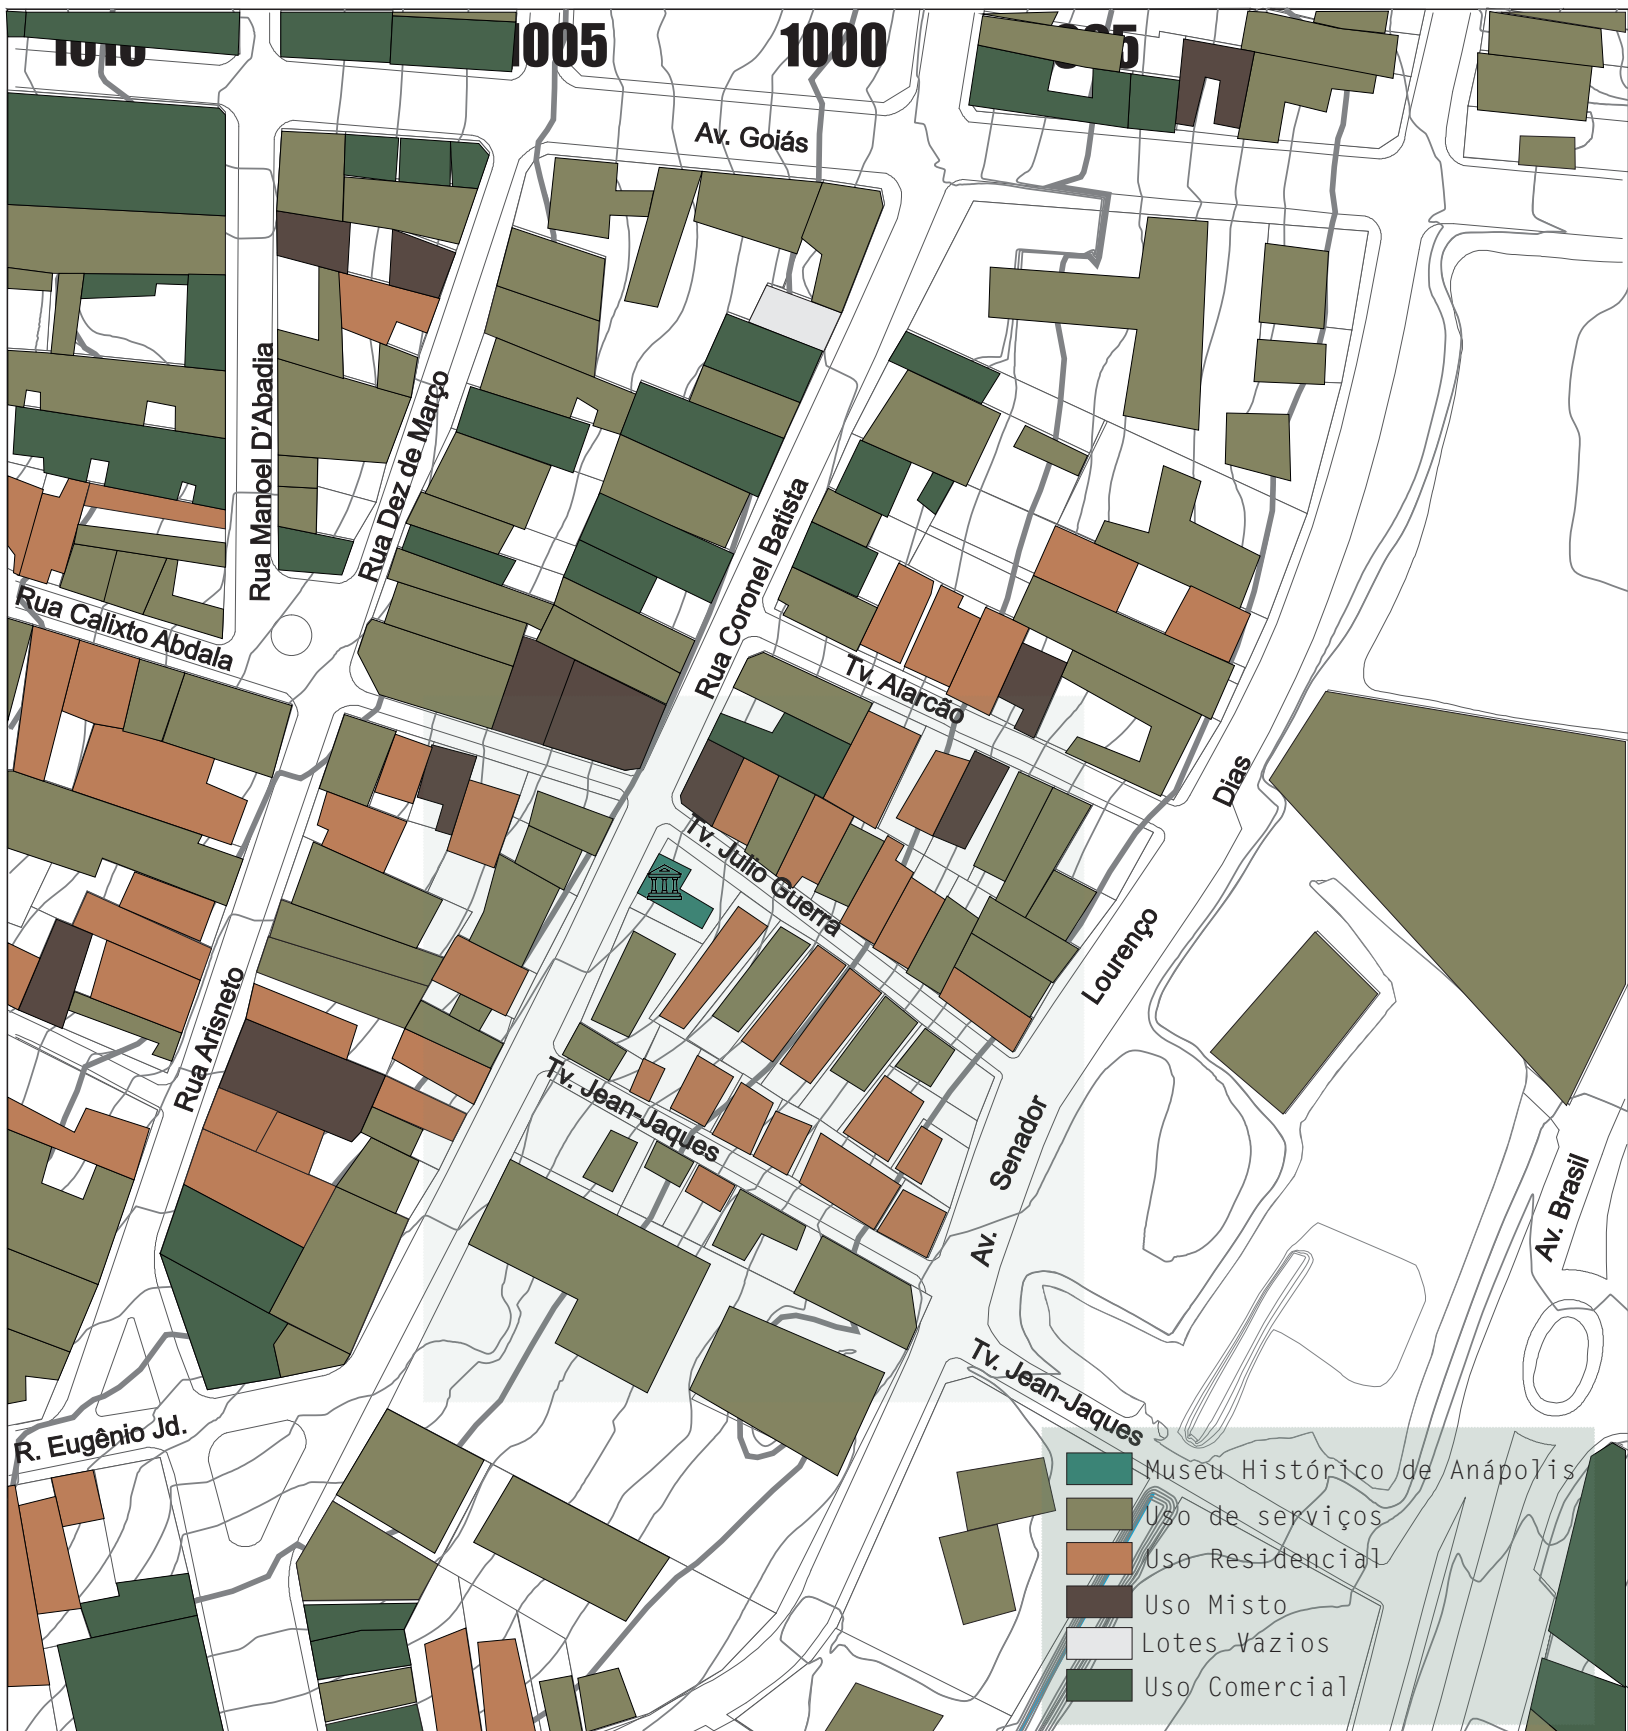 1010
1005
1000
Av. Goiás
Rua Manoel D'Abadia
Rua Dez de Março
Rua Coronel Batista
Rua Calixto Abdala
Tv. Alarcão
Tv. Julio Guerra
Rua Arisneto
Tv. Jean-Jaques
Av. Senador Lourenço Dias
Av. Brasil
Tv. Jean-Jaques
R. Eugênio Jd.
Museu Histórico de Anápolis
Uso de serviços
Uso Residencial
Uso Misto
Lotes Vazios
Uso Comercial